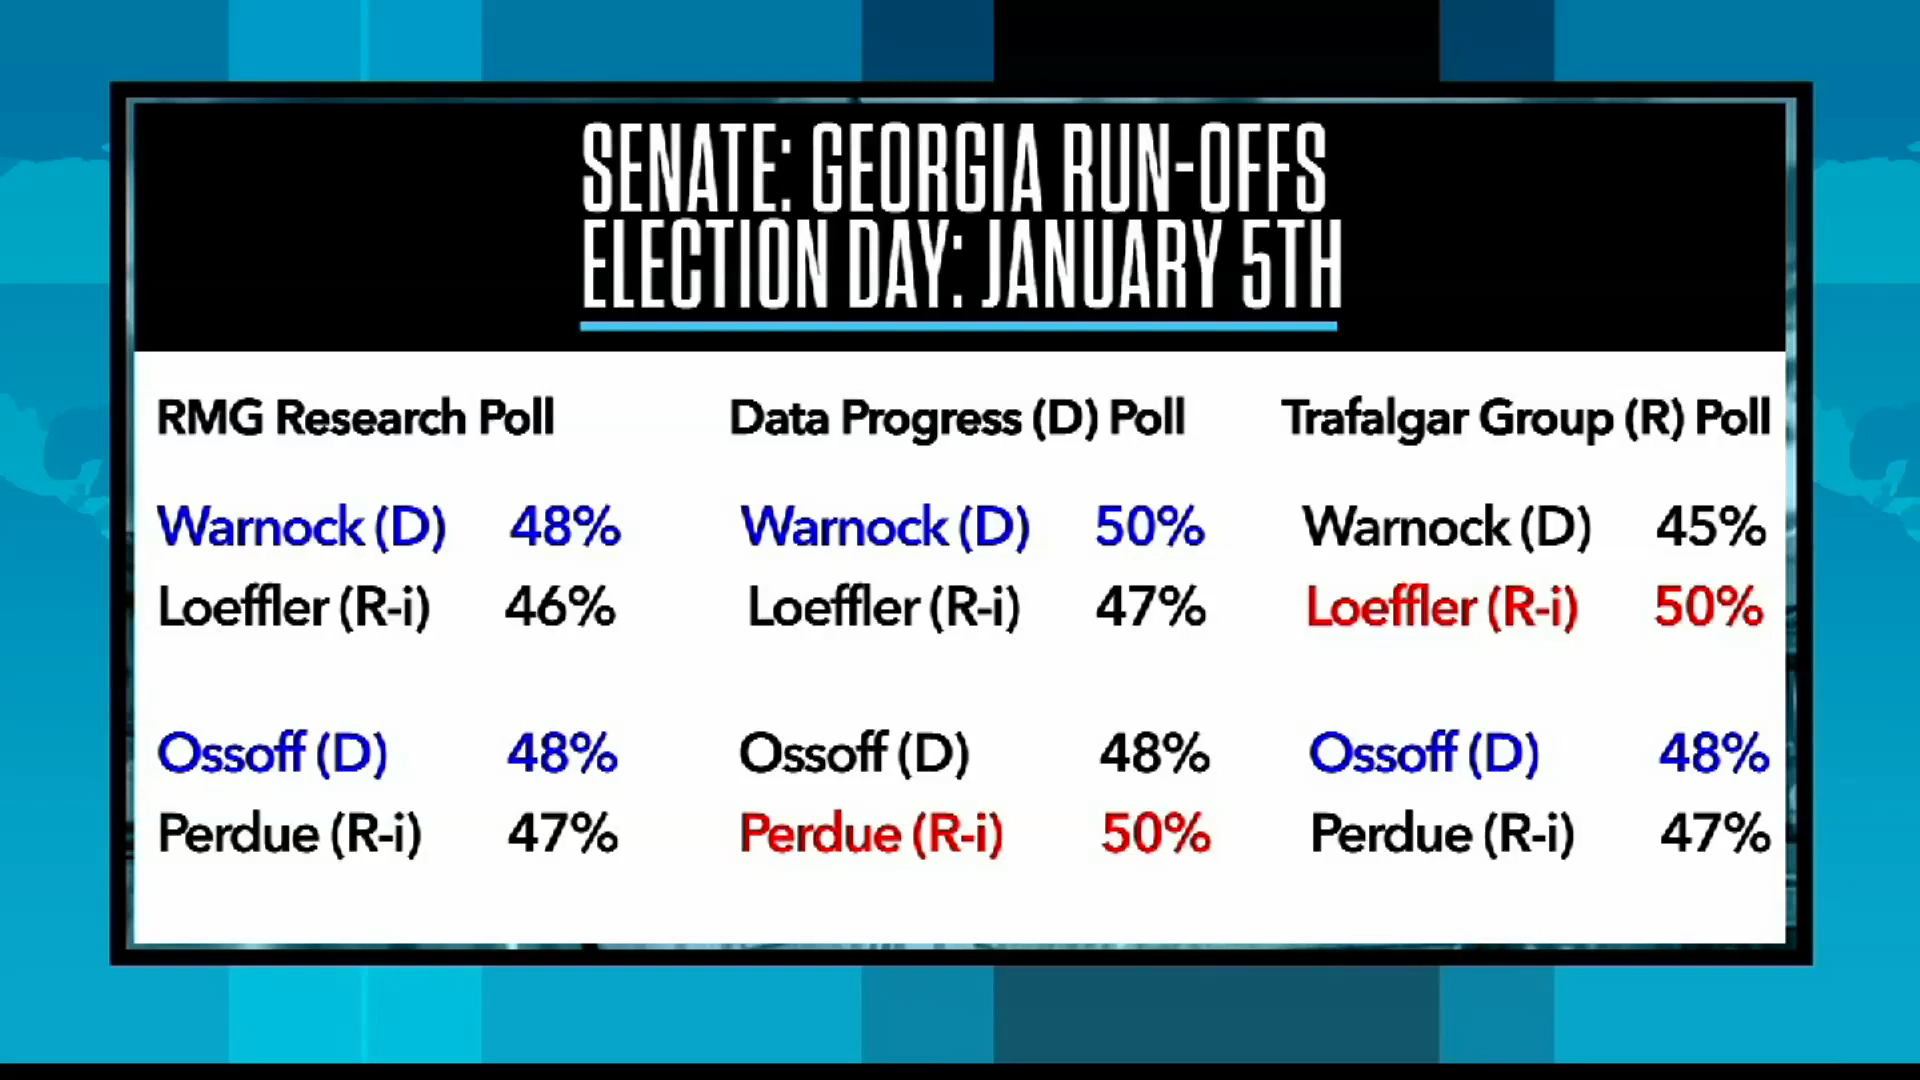 SENATE: GEORGIA RUN-OFFS
ELECTION DAY: JANUARY 5TH
RMG Research Poll
Warnock (D) 48%
Loeffler (R-i) 46%
Ossoff (D) 48%
Perdue (R-i) 47%
Data Progress (D) Poll
Warnock (D) 50%
Loeffler (R-i) 47%
Ossoff (D) 48%
Perdue (R-i) 50%
Trafalgar Group (R) Poll
Warnock (D) 45%
Loeffler (R-i) 50%
Ossoff (D) 48%
Perdue (R-i) 47%